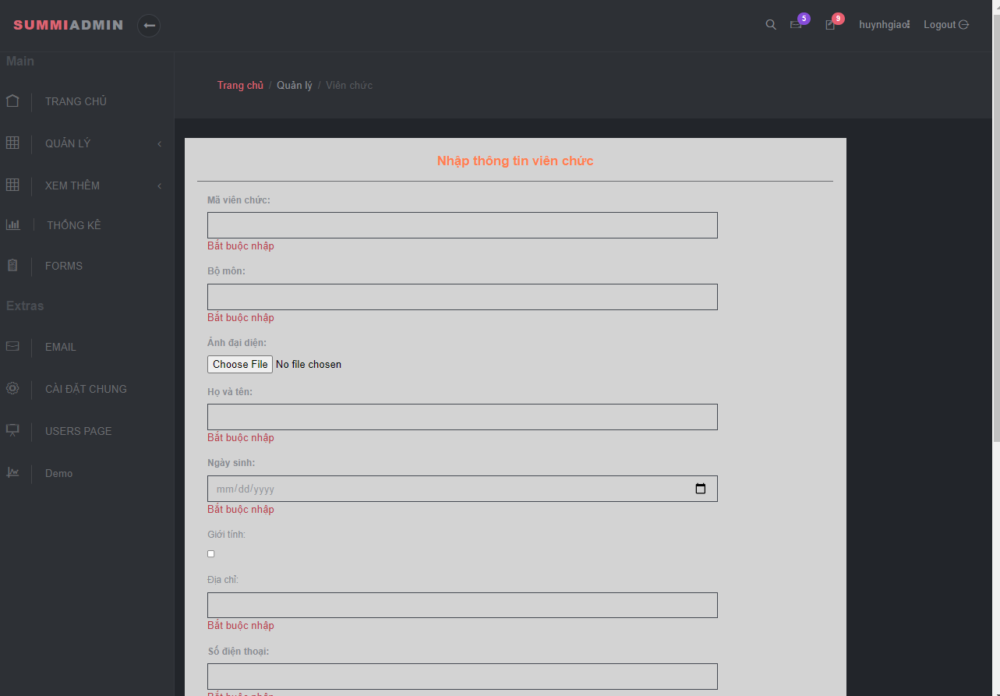 SUMMIADMIN
5
9
huynhgiao
Logout
Main
TRANG CHỦ
QUẢN LÝ
XEM THÊM
THỐNG KÊ
FORMS
Extras
EMAIL
CÀI ĐẶT CHUNG
USERS PAGE
Demo
Trang chủ / Quản lý / Viên chức
Nhập thông tin viên chức
Mã viên chức:
Bắt buộc nhập
Bộ môn:
Bắt buộc nhập
Ảnh đại diện:
Choose File No file chosen
Họ và tên:
Bắt buộc nhập
Ngày sinh:
mm/dd/yyyy
Bắt buộc nhập
Giới tính:
Địa chỉ:
Bắt buộc nhập
Số điện thoại:
Bắt buộc nhập